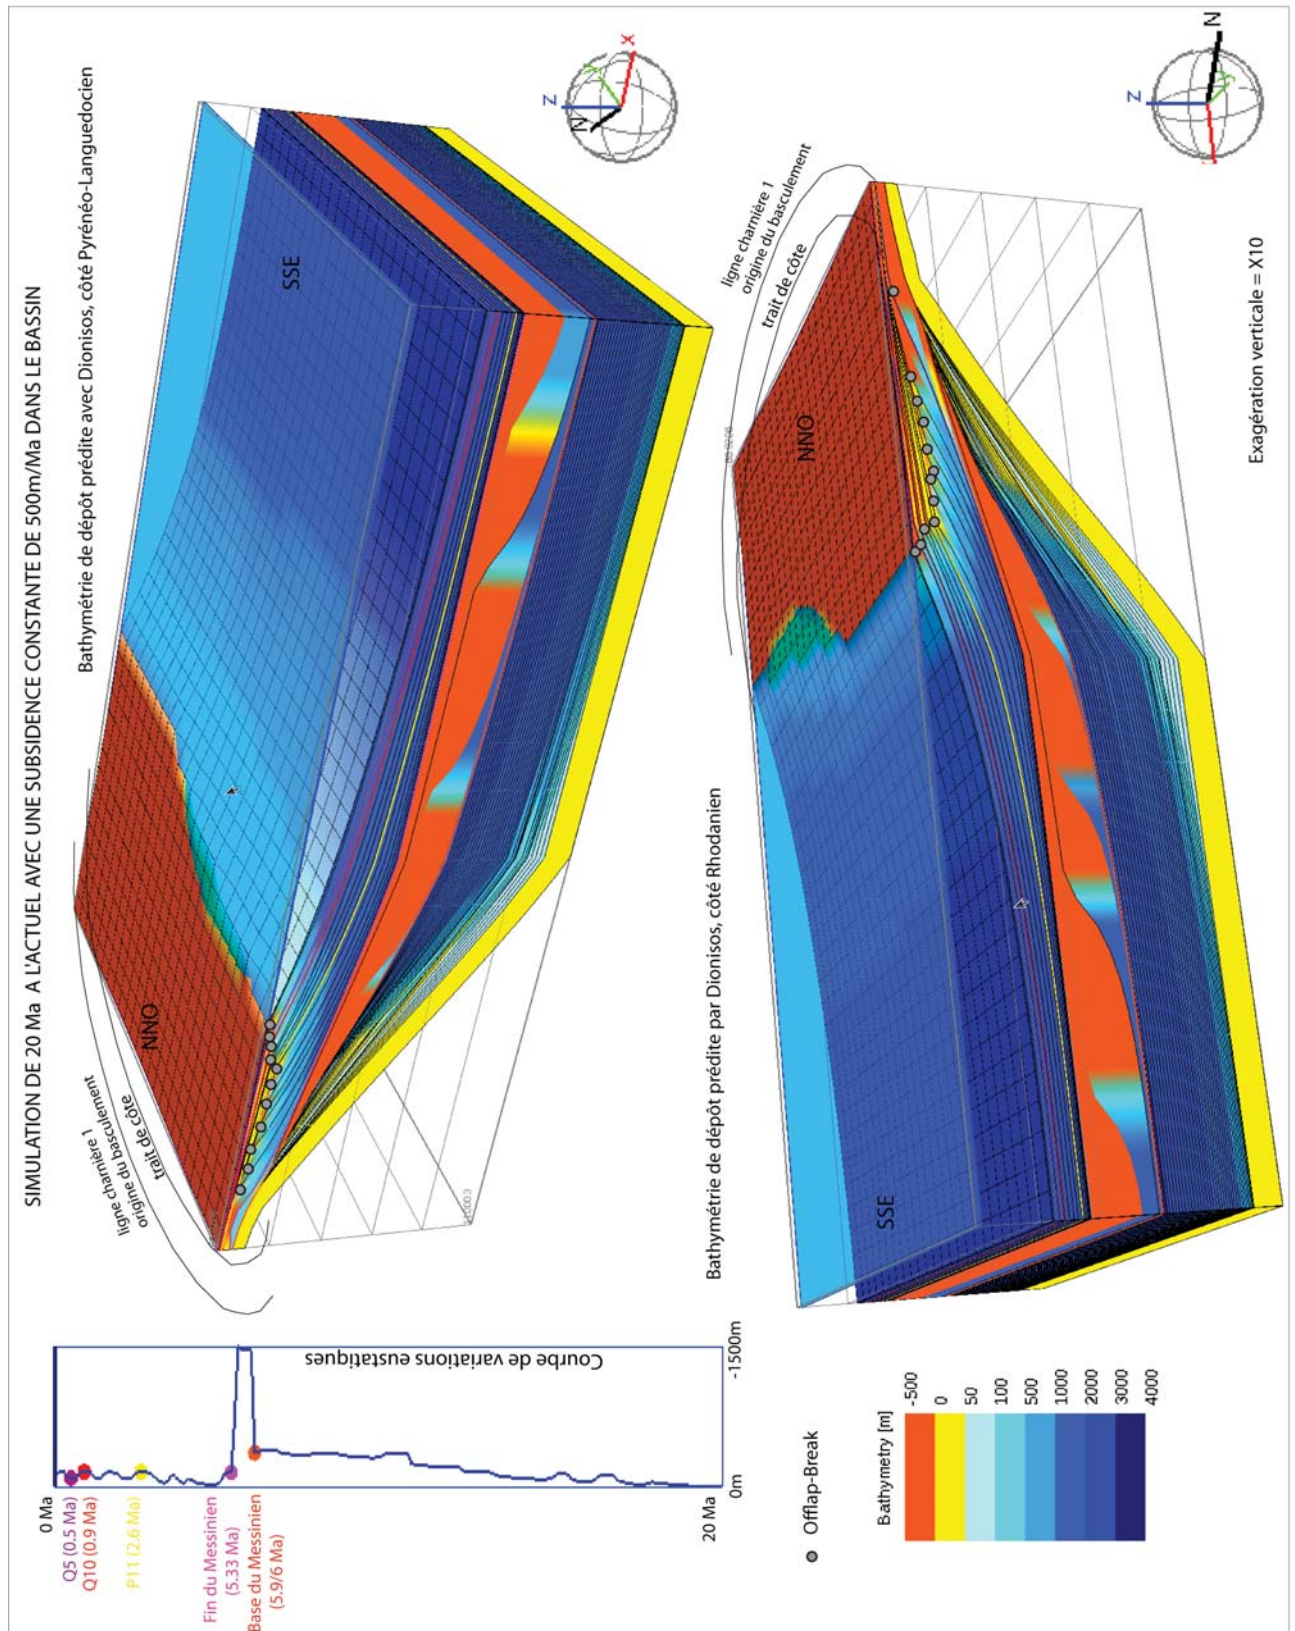 SIMULATION DE 20 Ma A L'ACTUEL AVEC UNE SUBSIDENCE CONSTANTE DE 500m/Ma DANS LE BASSIN
Bathymétrie de dépôt prédite avec Dionisos, côté Pyrénéo-Languedocien
NNO
SSE
ligne charnière 1
origine du basculement
trait de côte
Z
N
y
X
0 Ma
Q5 (0.5 Ma)
Q10 (0.9 Ma)
P11 (2.6 Ma)
Fin du Messinien
(5.33 Ma)
Base du Messinien
(5.9/6 Ma)
20 Ma
0m
-1500m
Courbe de variations eustatiques
Offlap-Break
Bathymetry [m]
-500
0
50
100
500
1000
2000
3000
4000
Bathymétrie de dépôt prédite par Dionisos, côté Rhodanien
SSE
NNO
ligne charnière 1
origine du basculement
trait de côte
Z
N
y
Exagération verticale = X10